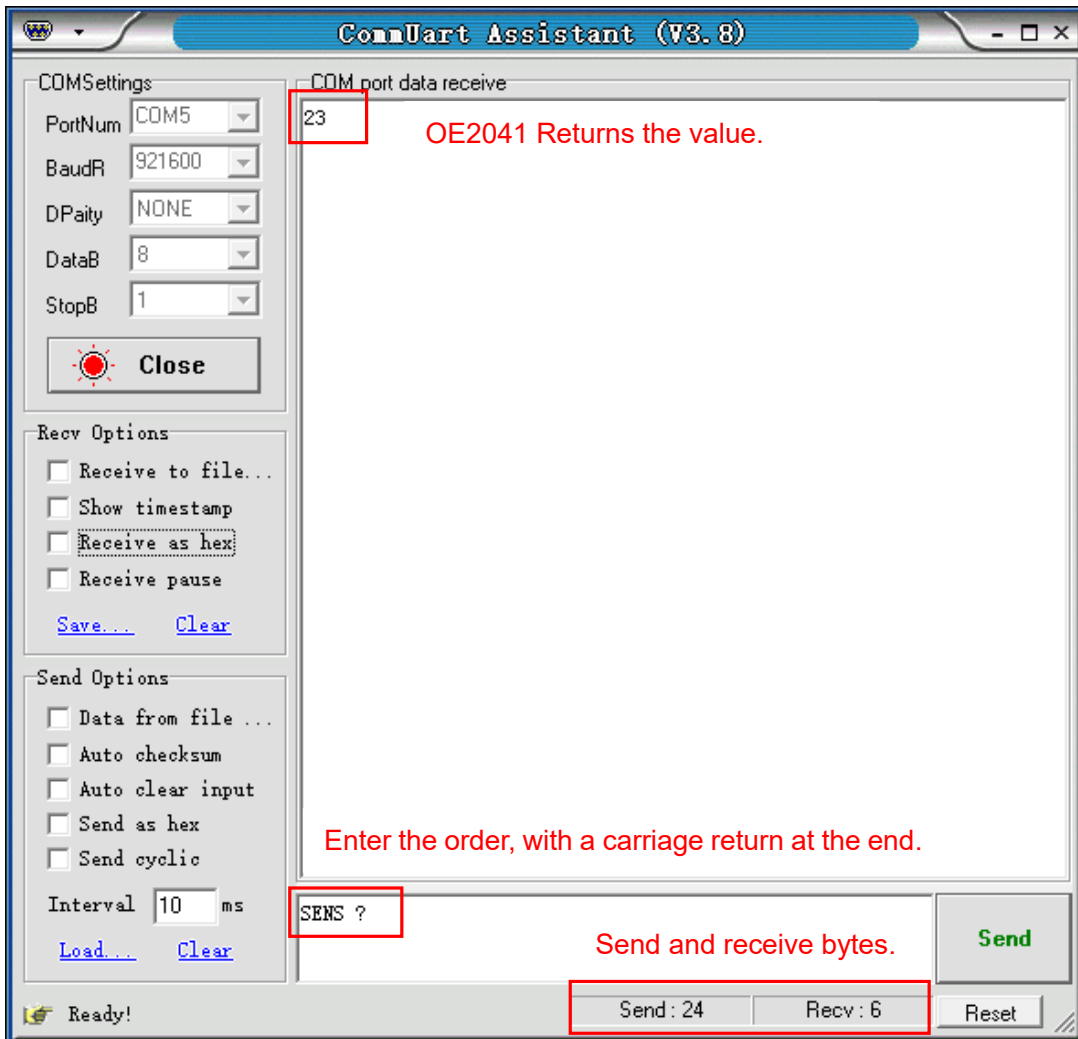 CommUart Assistant (V3.8)
COMSettings
PortNum COM5
BaudR 921600
DPaity NONE
DataB 8
StopB 1
Close
Recv Options
Receive to file...
Show timestamp
Receive as hex
Receive pause
Save... Clear
Send Options
Data from file ...
Auto checksum
Auto clear input
Send as hex
Send cyclic
Interval 10 ms
Load... Clear
COM port data receive
23
OE2041 Returns the value.
Enter the order, with a carriage return at the end.
SENS ?
Send and receive bytes.
Send
Ready!
Send : 24 Recv : 6 Reset